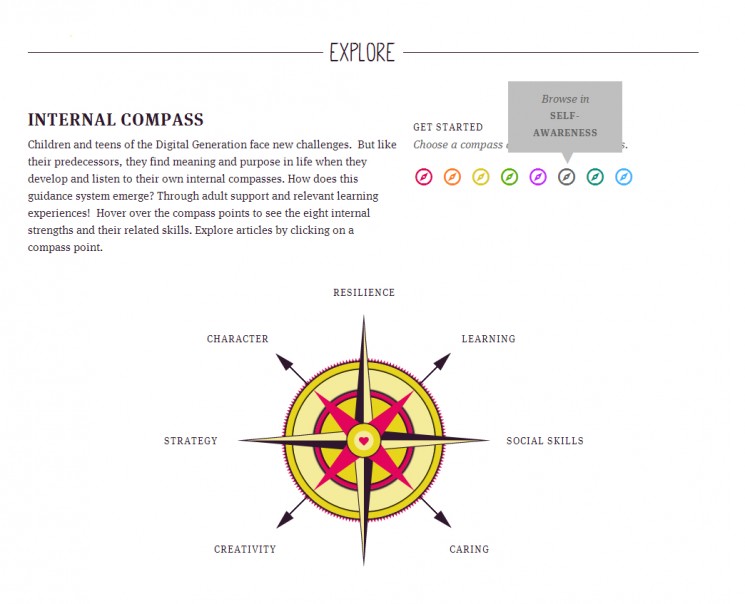 EXPLORE
INTERNAL COMPASS
Children and teens of the Digital Generation face new challenges.  But like
their predecessors, they find meaning and purpose in life when they
develop and listen to their own internal compasses. How does this
guidance system emerge? Through adult support and relevant learning
experiences!  Hover over the compass points to see the eight internal
strengths and their related skills. Explore articles by clicking on a
compass point.
Browse in
SELF-
AWARENESS
GET STARTED
Choose a compass
RESILIENCE
CHARACTER
LEARNING
STRATEGY
SOCIAL SKILLS
CREATIVITY
CARING